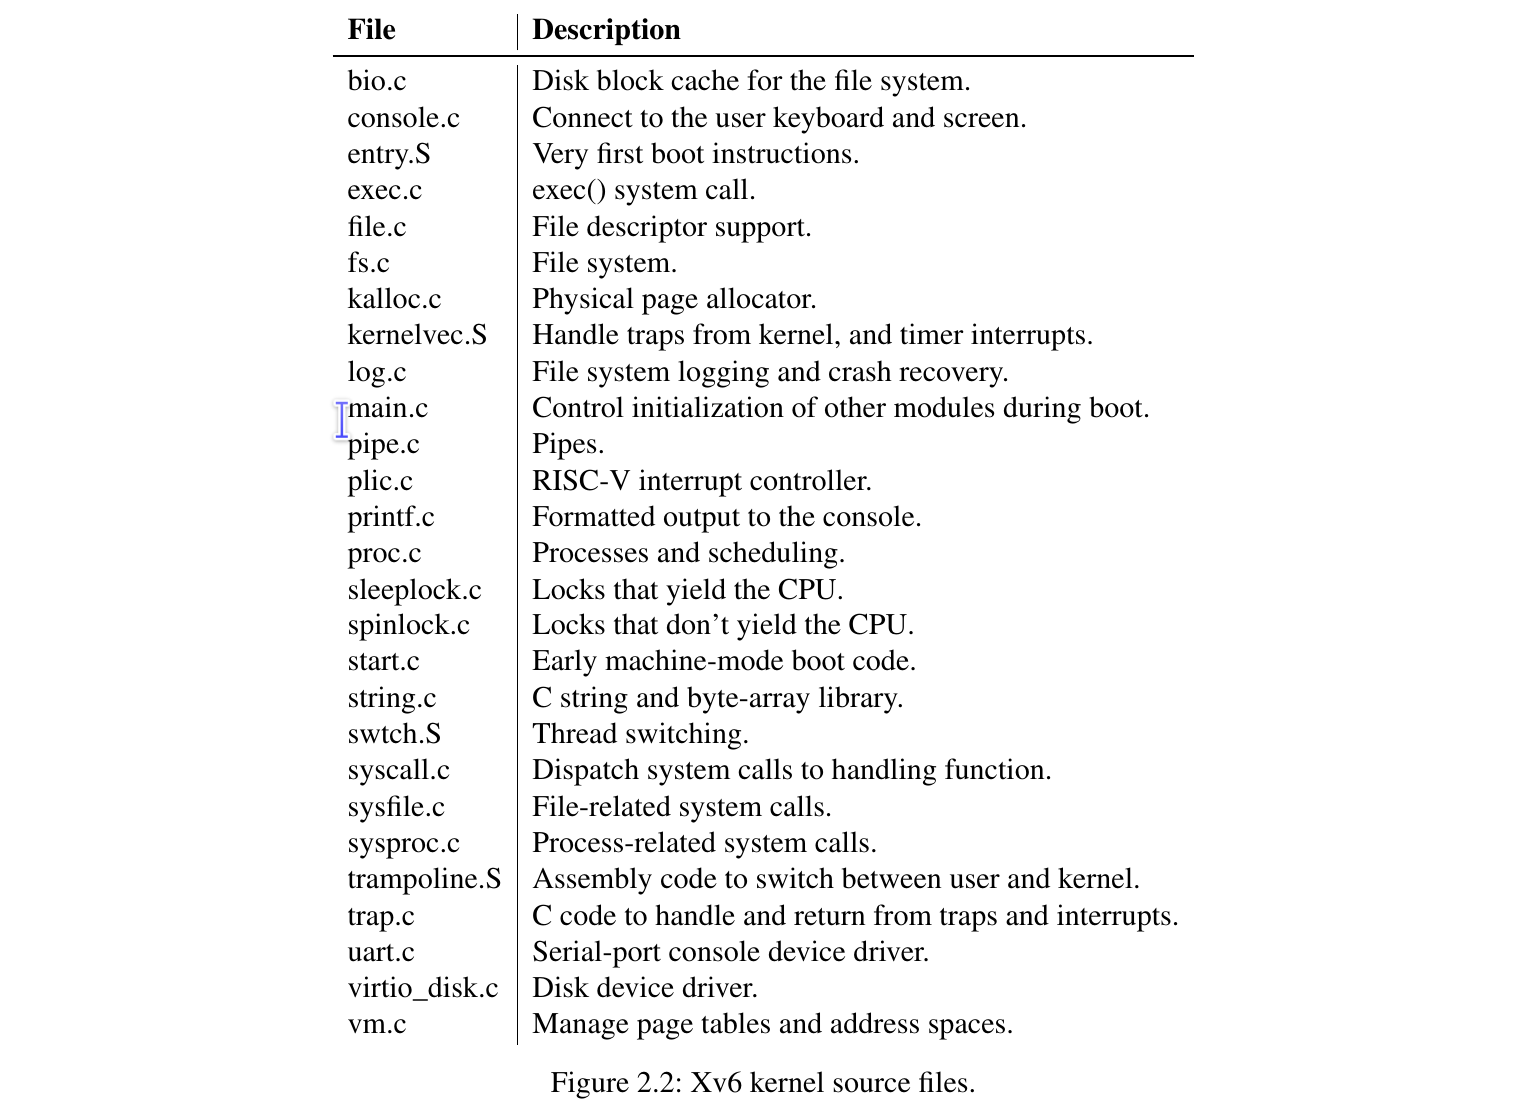 File Description
bio.c Disk block cache for the file system.
console.c Connect to the user keyboard and screen.
entry.S Very first boot instructions.
exec.c exec() system call.
file.c File descriptor support.
fs.c File system.
kalloc.c Physical page allocator.
kernelvec.S Handle traps from kernel, and timer interrupts.
log.c File system logging and crash recovery.
main.c Control initialization of other modules during boot.
pipe.c Pipes.
plic.c RISC-V interrupt controller.
printf.c Formatted output to the console.
proc.c Processes and scheduling.
sleeplock.c Locks that yield the CPU.
spinlock.c Locks that don’t yield the CPU.
start.c Early machine-mode boot code.
string.c C string and byte-array library.
swtch.S Thread switching.
syscall.c Dispatch system calls to handling function.
sysfile.c File-related system calls.
sysproc.c Process-related system calls.
trampoline.S Assembly code to switch between user and kernel.
trap.c C code to handle and return from traps and interrupts.
uart.c Serial-port console device driver.
virtio_disk.c Disk device driver.
vm.c Manage page tables and address spaces.
Figure 2.2: Xv6 kernel source files.